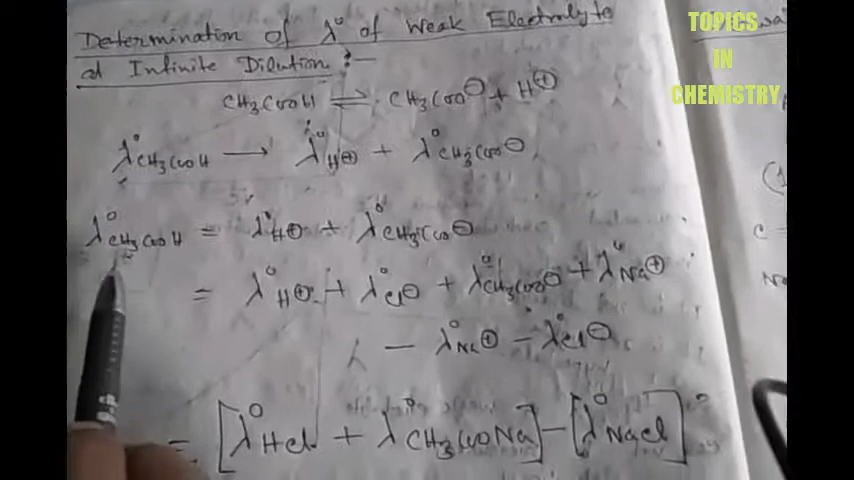 Determination of λ° of Weak Electrolyte
at Infinite Dilution :-
CH3COOH ⇌ CH3COO⊖ + H⊕
λ°CH3COOH → λ°H⊕ + λ°CH3COO⊖
λ°CH3COOH = λ°H⊕ + λ°CH3COO⊖
= λ°H⊕ + λ°Cl⊖ + λ°CH3COO⊖ + λ°Na⊕
- λ°Na⊕ - λ°Cl⊖
= [λ°HCl + λ°CH3COONa] - [λ°NaCl]
TOPICS
IN
CHEMISTRY